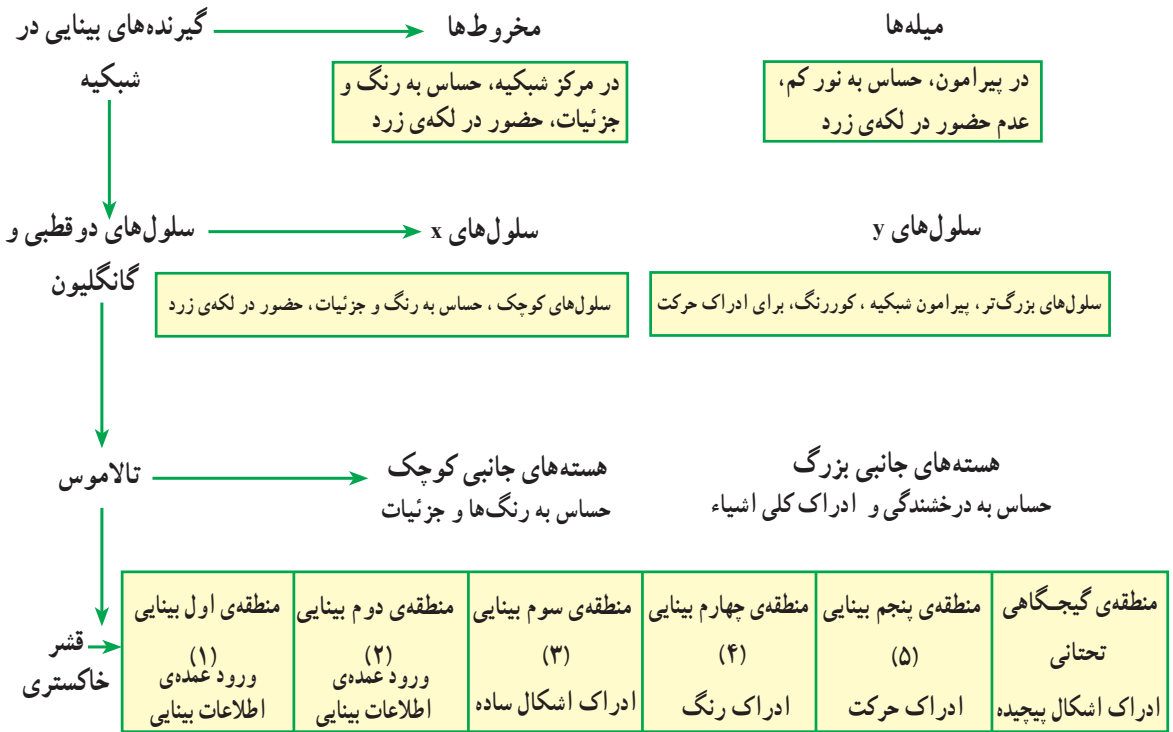 گیرنده‌های بینایی در
شبکیه
مخروط‌ها
در مرکز شبکیه، حساس به رنگ و
جزئیات، حضور در لکه‌ی زرد
میله‌ها
در پیرامون، حساس به نور کم،
عدم حضور در لکه‌ی زرد
سلول‌های دوقطبی و
گانگلیون
سلول‌های x
سلول‌های کوچک ، حساس به رنگ و جزئیات، حضور در لکه‌ی زرد
سلول‌های y
سلول‌های بزرگ‌تر، پیرامون شبکیه ، کوررنگ، برای ادراک حرکت
تالاموس
هسته‌های جانبی کوچک
حساس به رنگ‌ها و جزئیات
هسته‌های جانبی بزرگ
حساس به درخشندگی و ادراک کلی اشیاء
قشر
خاکستری
منطقه‌ی اول بینایی
(۱)
ورود عمده‌ی
اطلاعات بینایی
منطقه‌ی دوم بینایی
(۲)
ورود عمده‌ی
اطلاعات بینایی
منطقه‌ی سوم بینایی
(۳)
ادراک اشکال ساده
منطقه‌ی چهارم بینایی
(۴)
ادراک رنگ
منطقه‌ی پنجم بینایی
(۵)
ادراک حرکت
منطقه‌ی گیجگاهی
تحتانی
ادراک اشکال پیچیده